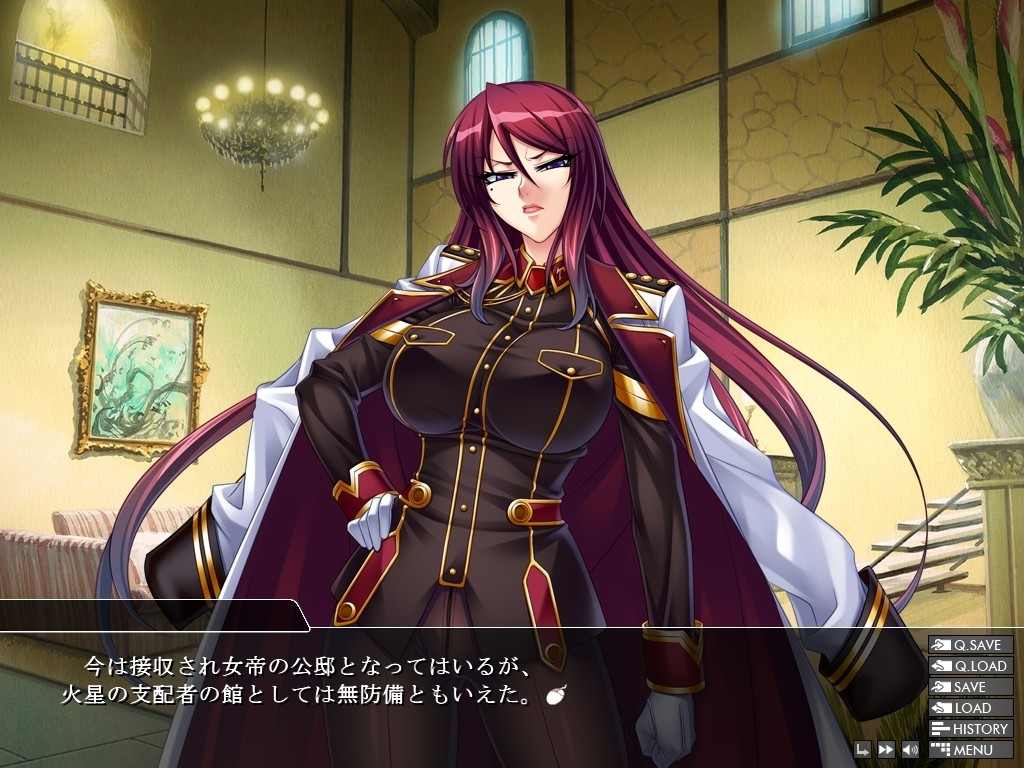 今は接収され女帝の公邸となってはいるが、
火星の支配者の館としては無防備ともいえた。
Q.SAVE
Q.LOAD
SAVE
LOAD
HISTORY
MENU